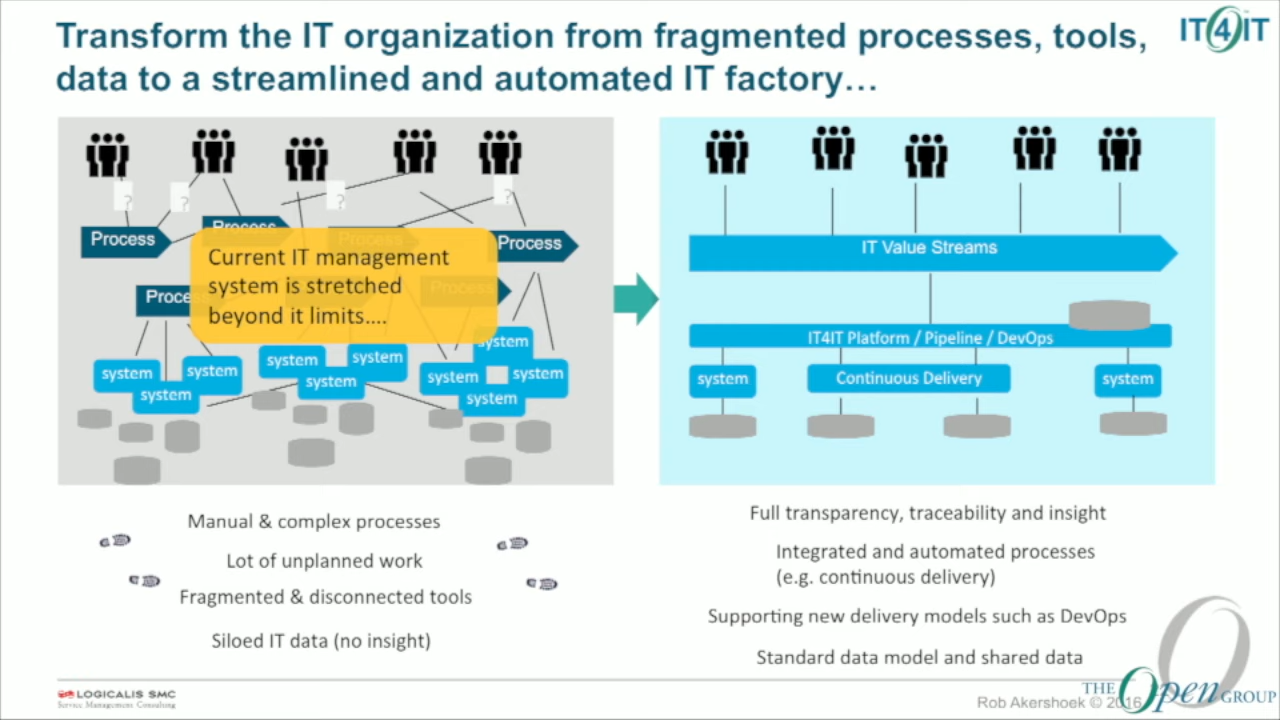 Transform the IT organization from fragmented processes, tools,
data to a streamlined and automated IT factory...
IT4IT
?
?
?
?
Process
Process
Process
Process
Process
Process
Current IT management
system is stretched
beyond it limits....
system
system
system
system
system
system
system
system
system
system
IT Value Streams
IT4IT Platform / Pipeline / DevOps
system
Continuous Delivery
system
Manual & complex processes
Lot of unplanned work
Fragmented & disconnected tools
Siloed IT data (no insight)
Full transparency, traceability and insight
Integrated and automated processes
(e.g. continuous delivery)
Supporting new delivery models such as DevOps
Standard data model and shared data
LOGICALIS SMC
Service Management Consulting
Rob Akershoek © 2016
THE Open GROUP